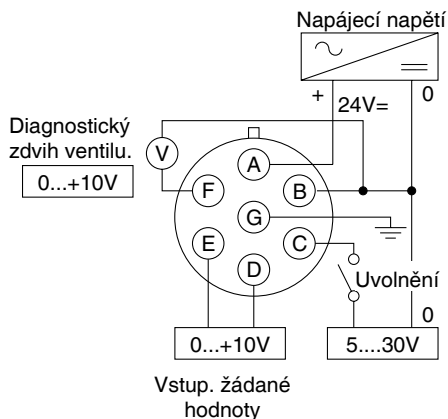 Napájecí napětí
+ 24V= 0
Diagnostický
zdvih ventilu.
0...+10V
V
A
F
B
G
E
C
D
Uvolnění
0
0...+10V
5....30V
Vstup. žádané
hodnoty